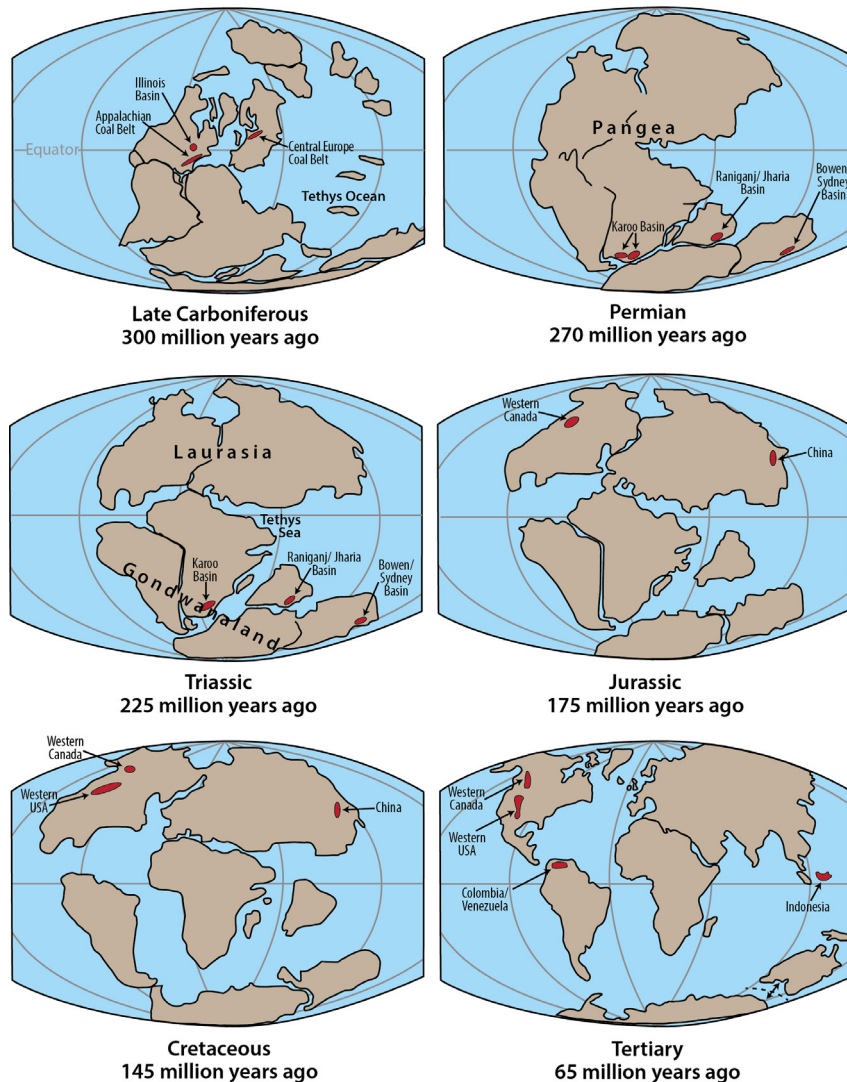 Illinois
Basin
Appalachian
Coal Belt
Equator
Central Europe
Coal Belt
Tethys Ocean
Late Carboniferous
300 million years ago
Pangea
Raniganj/ Jharia
Basin
Bowen/
Sydney
Basin
Karoo Basin
Permian
270 million years ago
Laurasia
Tethys
Sea
Karoo
Basin
Raniganj/ Jharia
Basin
Bowen/
Sydney
Basin
Gondwanaland
Triassic
225 million years ago
Western
Canada
China
Jurassic
175 million years ago
Western
Canada
Western
USA
China
Cretaceous
145 million years ago
Western
Canada
Western
USA
Colombia/
Venezuela
Indonesia
Tertiary
65 million years ago